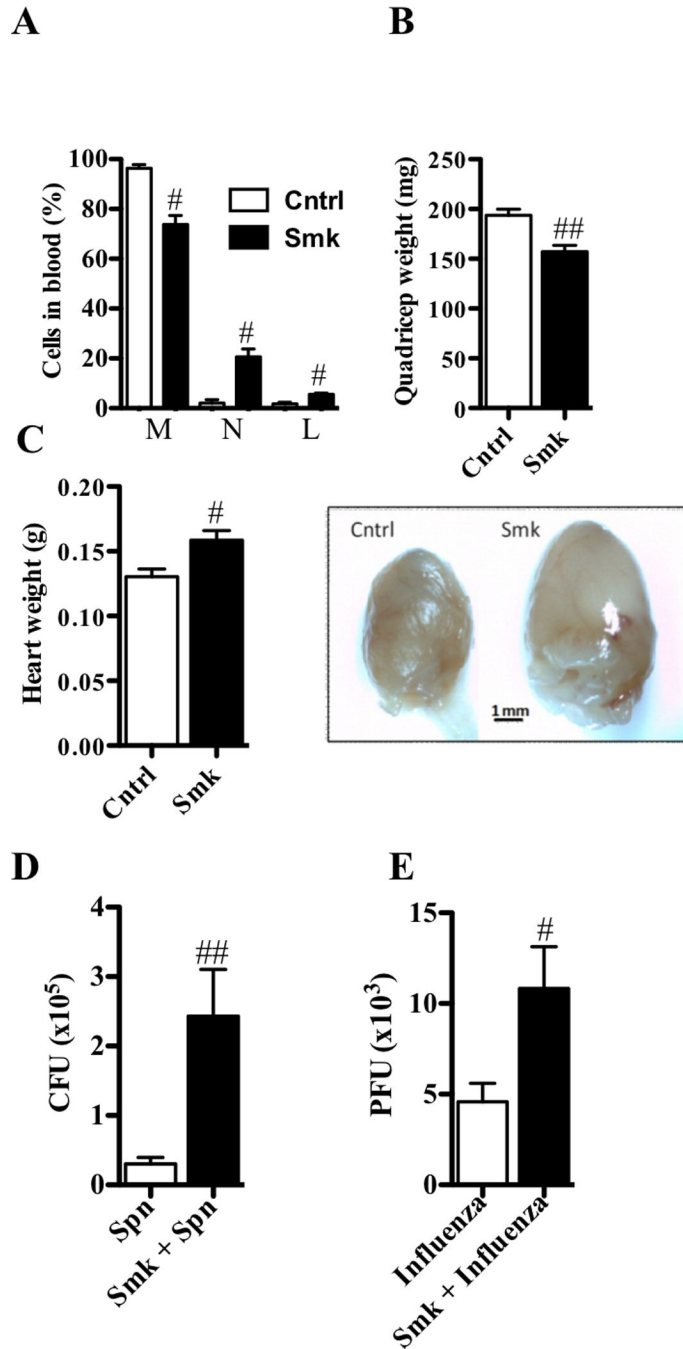 A
Cells in blood (%)
100
80
60
40
20
0
#
#
#
Cntrl
Smk
M N L
B
Quadricep weight (mg)
250
200
150
100
50
0
##
Cntrl
Smk
C
Heart weight (g)
0.20
0.15
0.10
0.05
0.00
#
Cntrl
Smk
Cntrl
Smk
1 mm
D
CFU (x10⁵)
4
3
2
1
0
##
Spn
Smk + Spn
E
PFU (x10³)
15
10
5
0
#
Influenza
Smk + Influenza